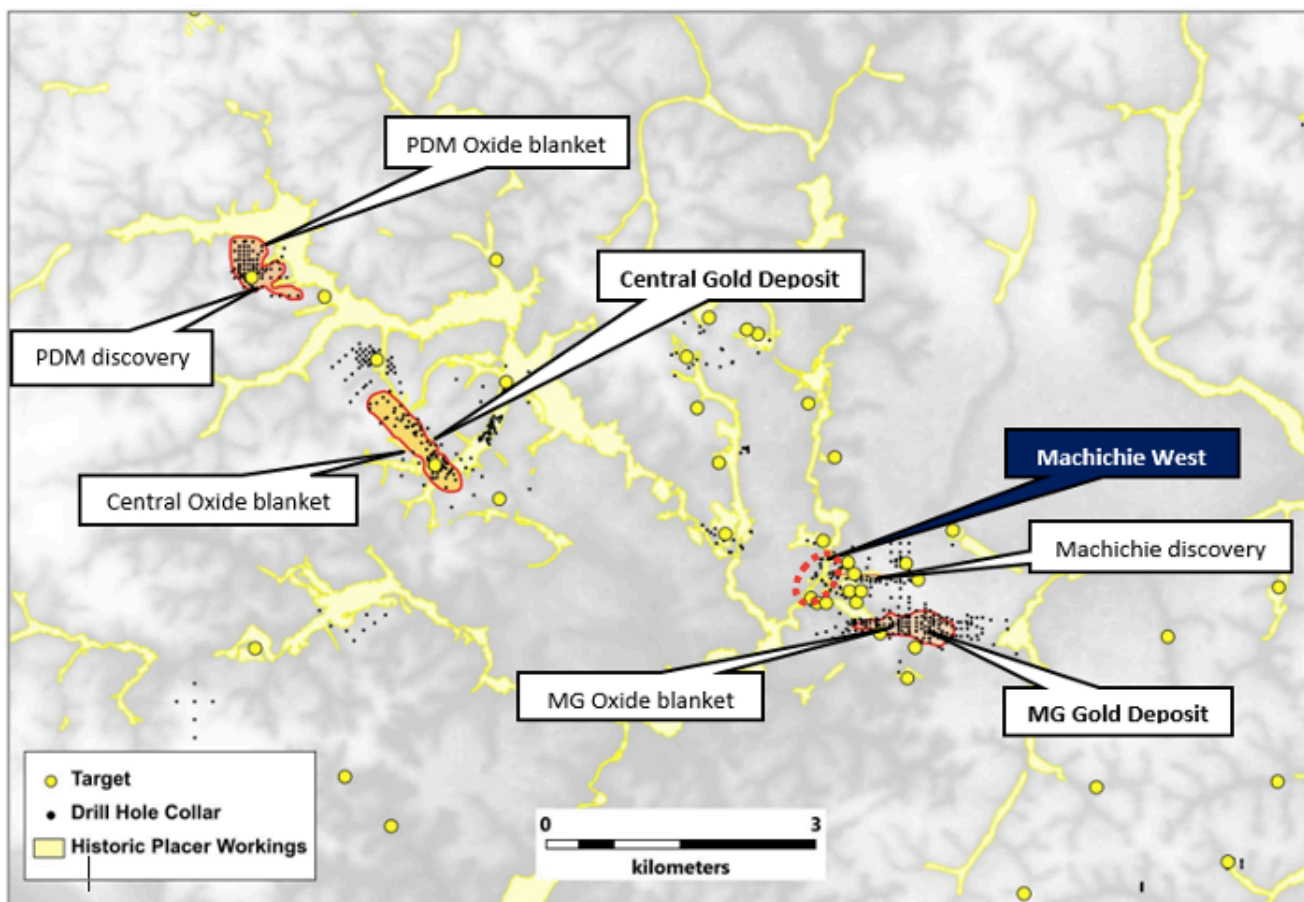 PDM Oxide blanket
Central Gold Deposit
PDM discovery
Machichie West
Central Oxide blanket
Machichie discovery
MG Oxide blanket
MG Gold Deposit
Target
Drill Hole Collar
Historic Placer Workings
0 3
kilometers